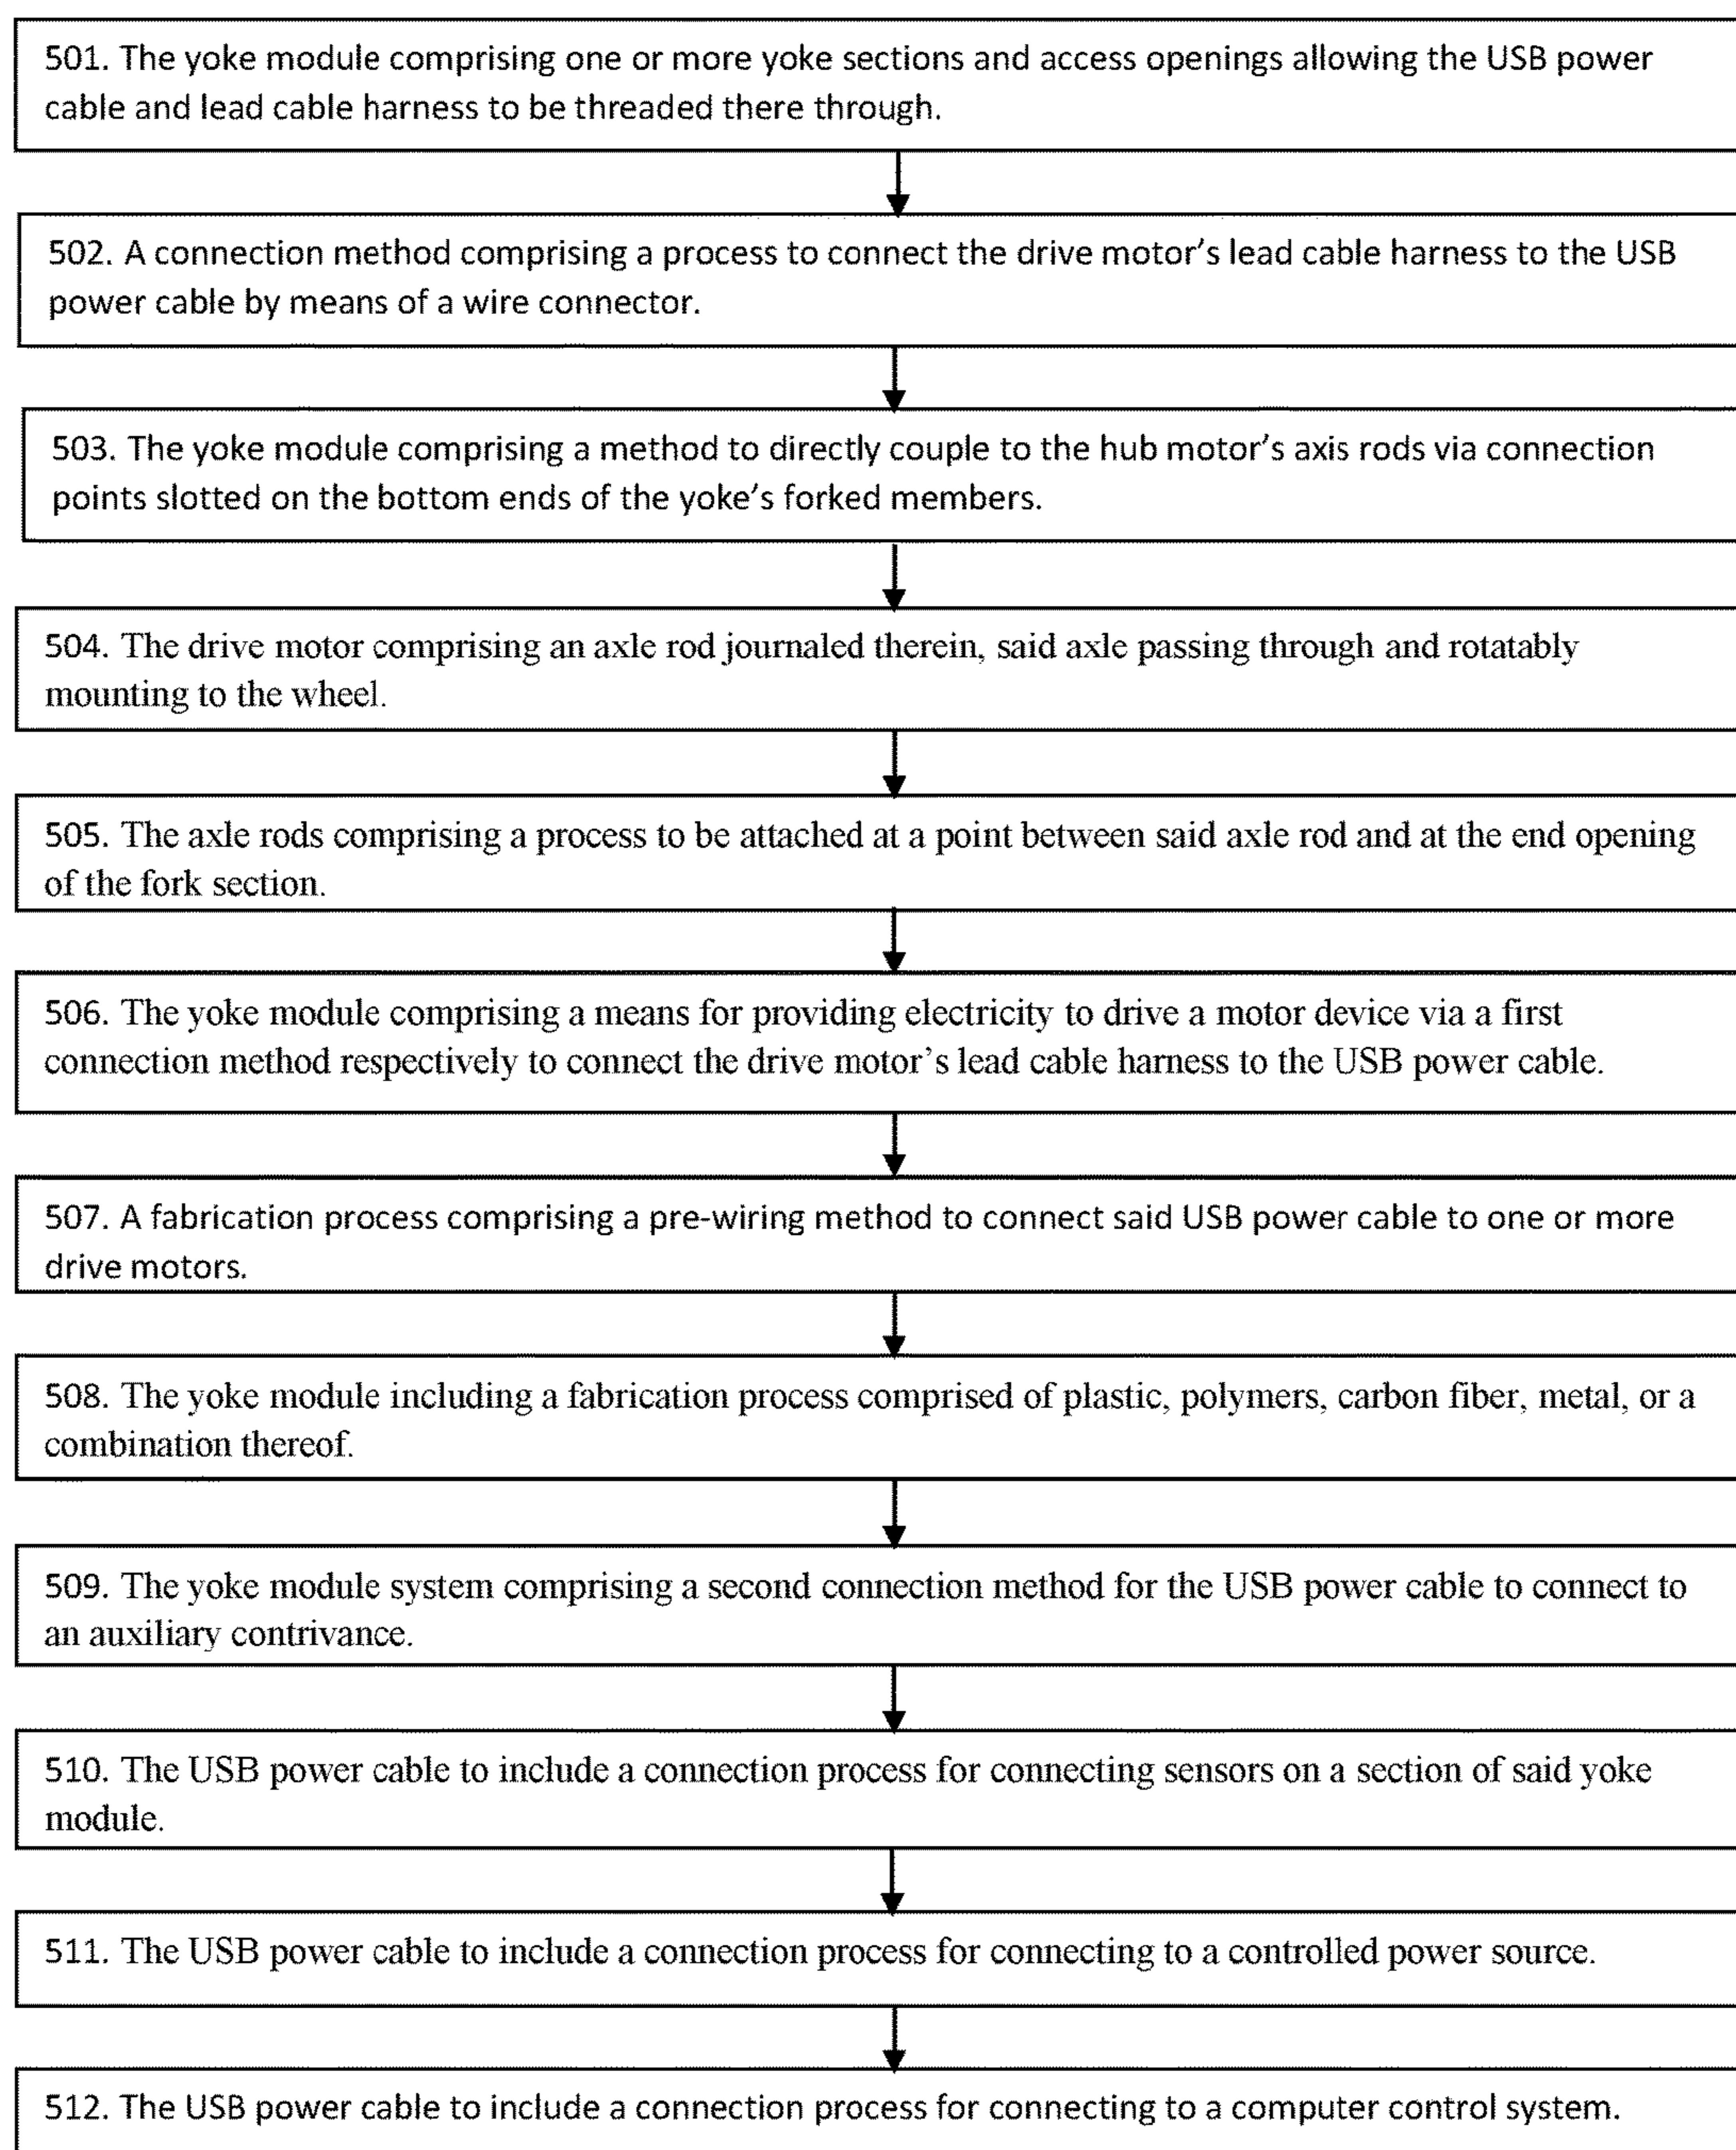 501. The yoke module comprising one or more yoke sections and access openings allowing the USB power
cable and lead cable harness to be threaded there through.
502. A connection method comprising a process to connect the drive motor’s lead cable harness to the USB
power cable by means of a wire connector.
503. The yoke module comprising a method to directly couple to the hub motor’s axis rods via connection
points slotted on the bottom ends of the yoke’s forked members.
504. The drive motor comprising an axle rod journaled therein, said axle passing through and rotatably
mounting to the wheel.
505. The axle rods comprising a process to be attached at a point between said axle rod and at the end opening
of the fork section.
506. The yoke module comprising a means for providing electricity to drive a motor device via a first
connection method respectively to connect the drive motor’s lead cable harness to the USB power cable.
507. A fabrication process comprising a pre-wiring method to connect said USB power cable to one or more
drive motors.
508. The yoke module including a fabrication process comprised of plastic, polymers, carbon fiber, metal, or a
combination thereof.
509. The yoke module system comprising a second connection method for the USB power cable to connect to
an auxiliary contrivance.
510. The USB power cable to include a connection process for connecting sensors on a section of said yoke
module.
511. The USB power cable to include a connection process for connecting to a controlled power source.
512. The USB power cable to include a connection process for connecting to a computer control system.